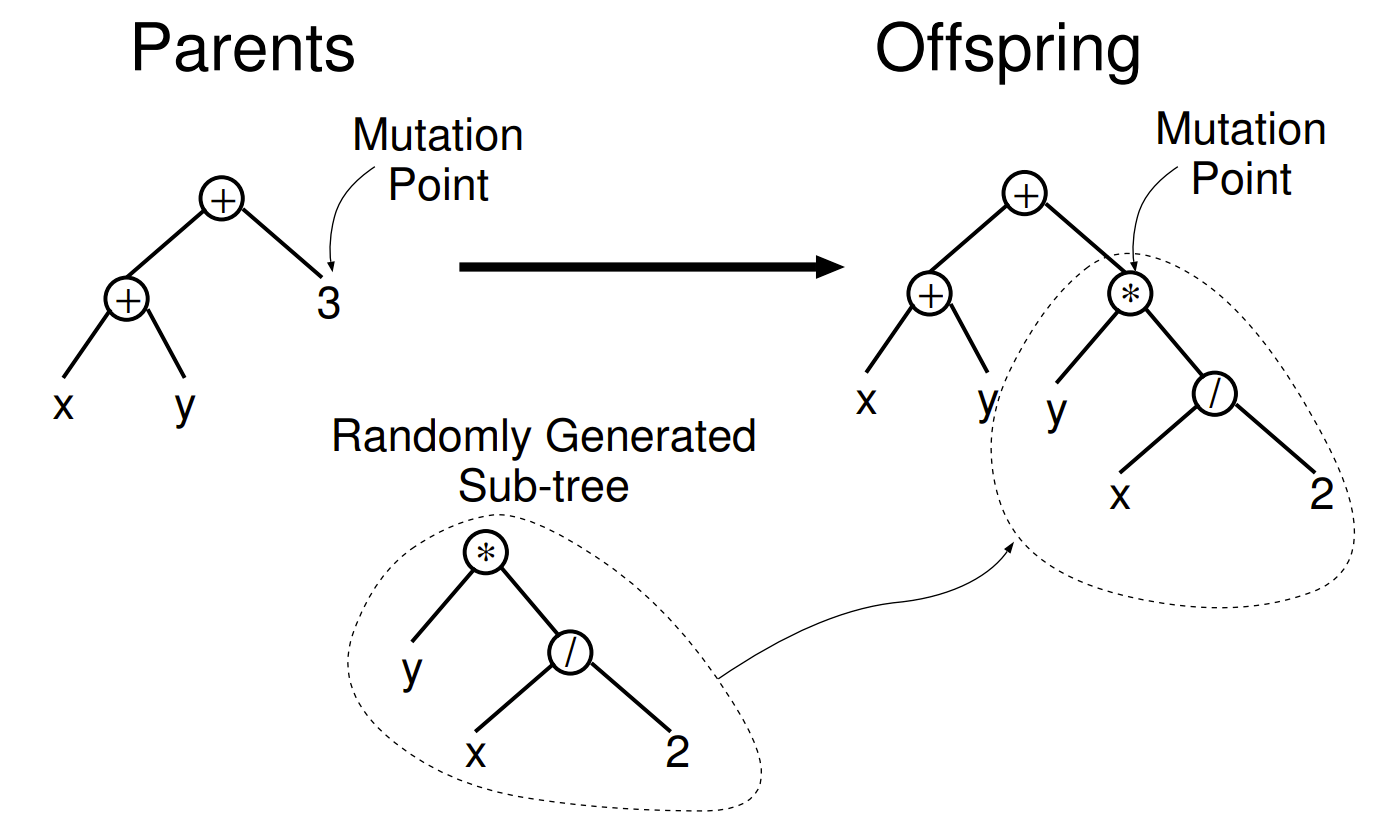 Parents
Offspring
Mutation
Point
+
+
3
x
y
Mutation
Point
+
+
*
x
y
y
/
x
2
Randomly Generated
Sub-tree
*
y
/
x
2